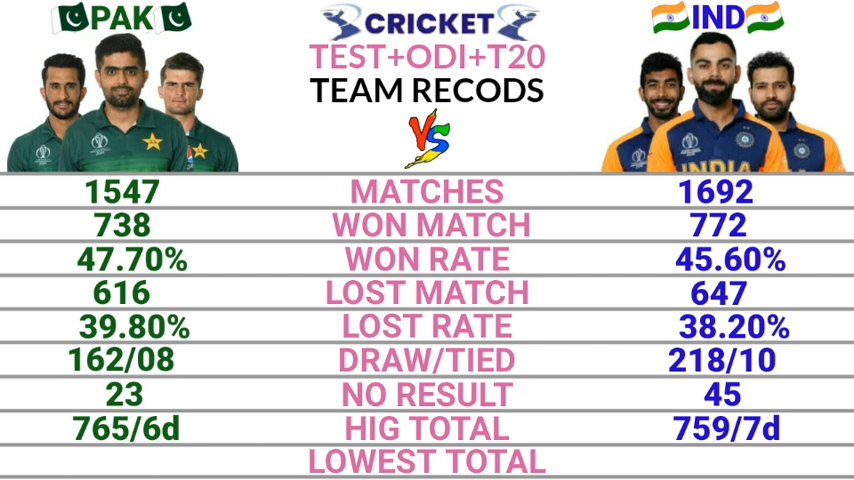 PAK
CRICKET
IND
TEST+ODI+T20
TEAM RECODS
VS
INDIA
1547 MATCHES 1692
738 WON MATCH 772
47.70% WON RATE 45.60%
616 LOST MATCH 647
39.80% LOST RATE 38.20%
162/08 DRAW/TIED 218/10
23 NO RESULT 45
765/6d HIG TOTAL 759/7d
LOWEST TOTAL